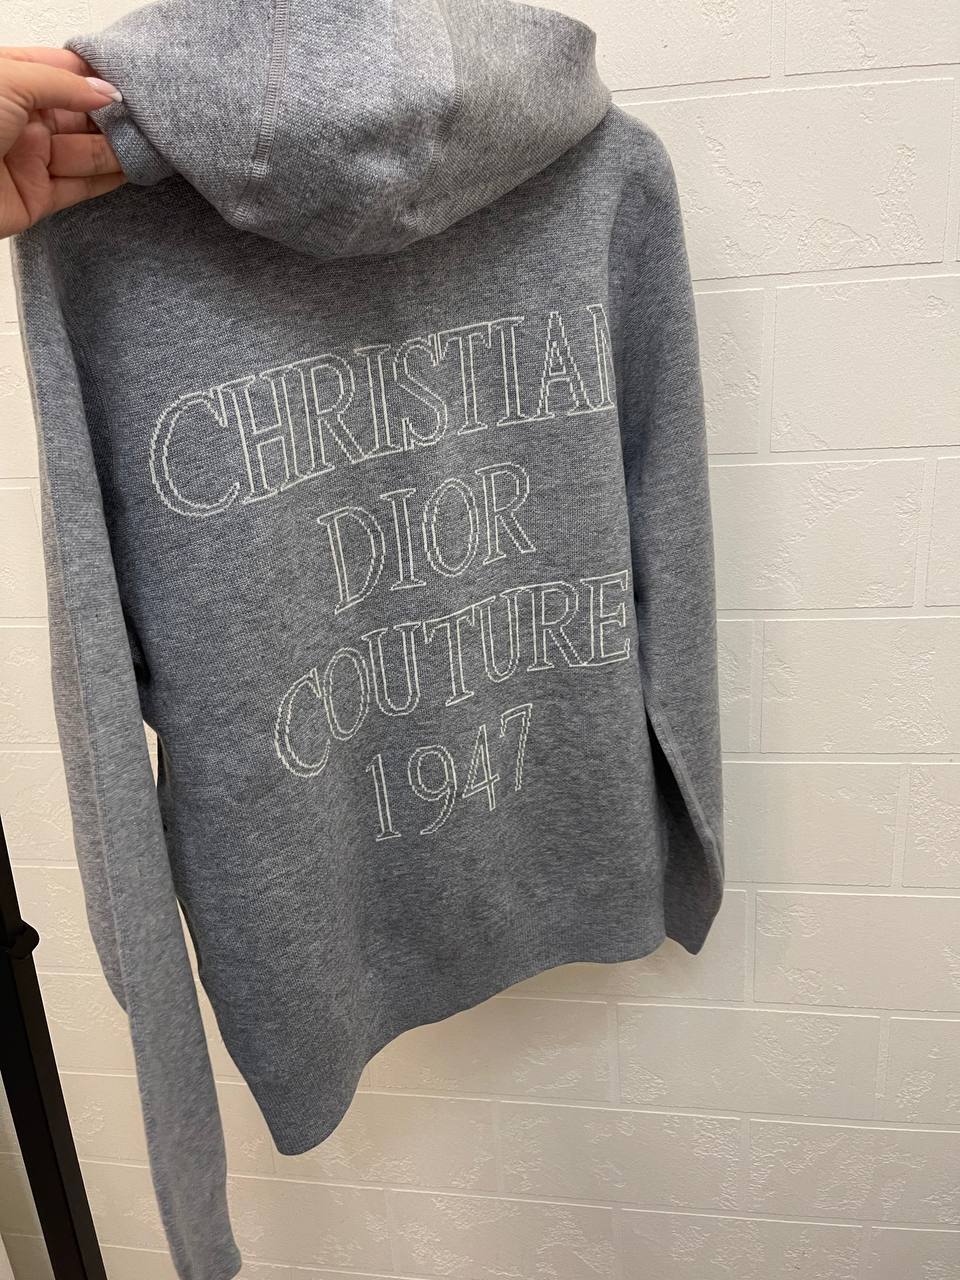 CHRISTIAN
DIOR
COUTURE
1947